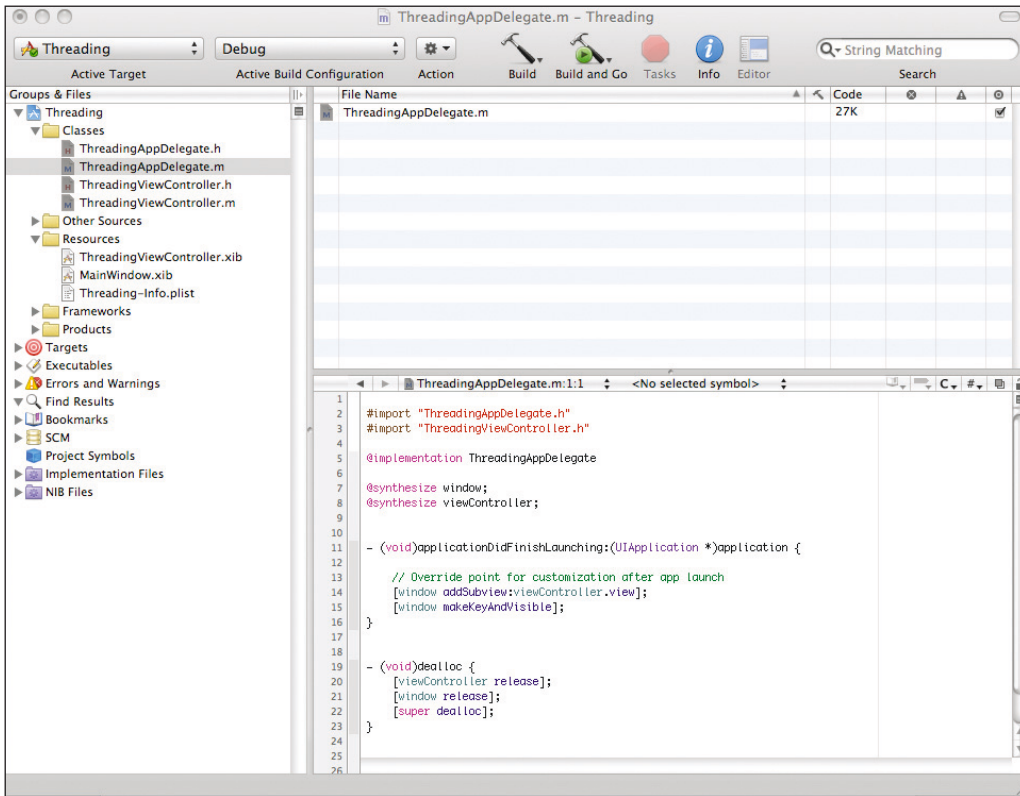 ThreadingAppDelegate.m – Threading
Threading
Debug
String Matching
Active Target
Active Build Configuration
Action
Build
Build and Go
Tasks
Info
Editor
Search
Groups & Files
Threading
Classes
ThreadingAppDelegate.h
ThreadingAppDelegate.m
ThreadingViewController.h
ThreadingViewController.m
Other Sources
Resources
ThreadingViewController.xib
MainWindow.xib
Threading-Info.plist
Frameworks
Products
Targets
Executables
Errors and Warnings
Find Results
Bookmarks
SCM
Project Symbols
Implementation Files
NIB Files
File Name
Code
ThreadingAppDelegate.m
27K
ThreadingAppDelegate.m:1:1
<No selected symbol>
C
#
1
2 #import "ThreadingAppDelegate.h"
3 #import "ThreadingViewController.h"
4
5 @implementation ThreadingAppDelegate
6
7 @synthesize window;
8 @synthesize viewController;
9
10
11 - (void)applicationDidFinishLaunching:(UIApplication *)application {
12
13 // Override point for customization after app launch
14 [window addSubview:viewController.view];
15 [window makeKeyAndVisible];
16 }
17
18
19 - (void)dealloc {
20 [viewController release];
21 [window release];
22 [super dealloc];
23 }
24
25
26